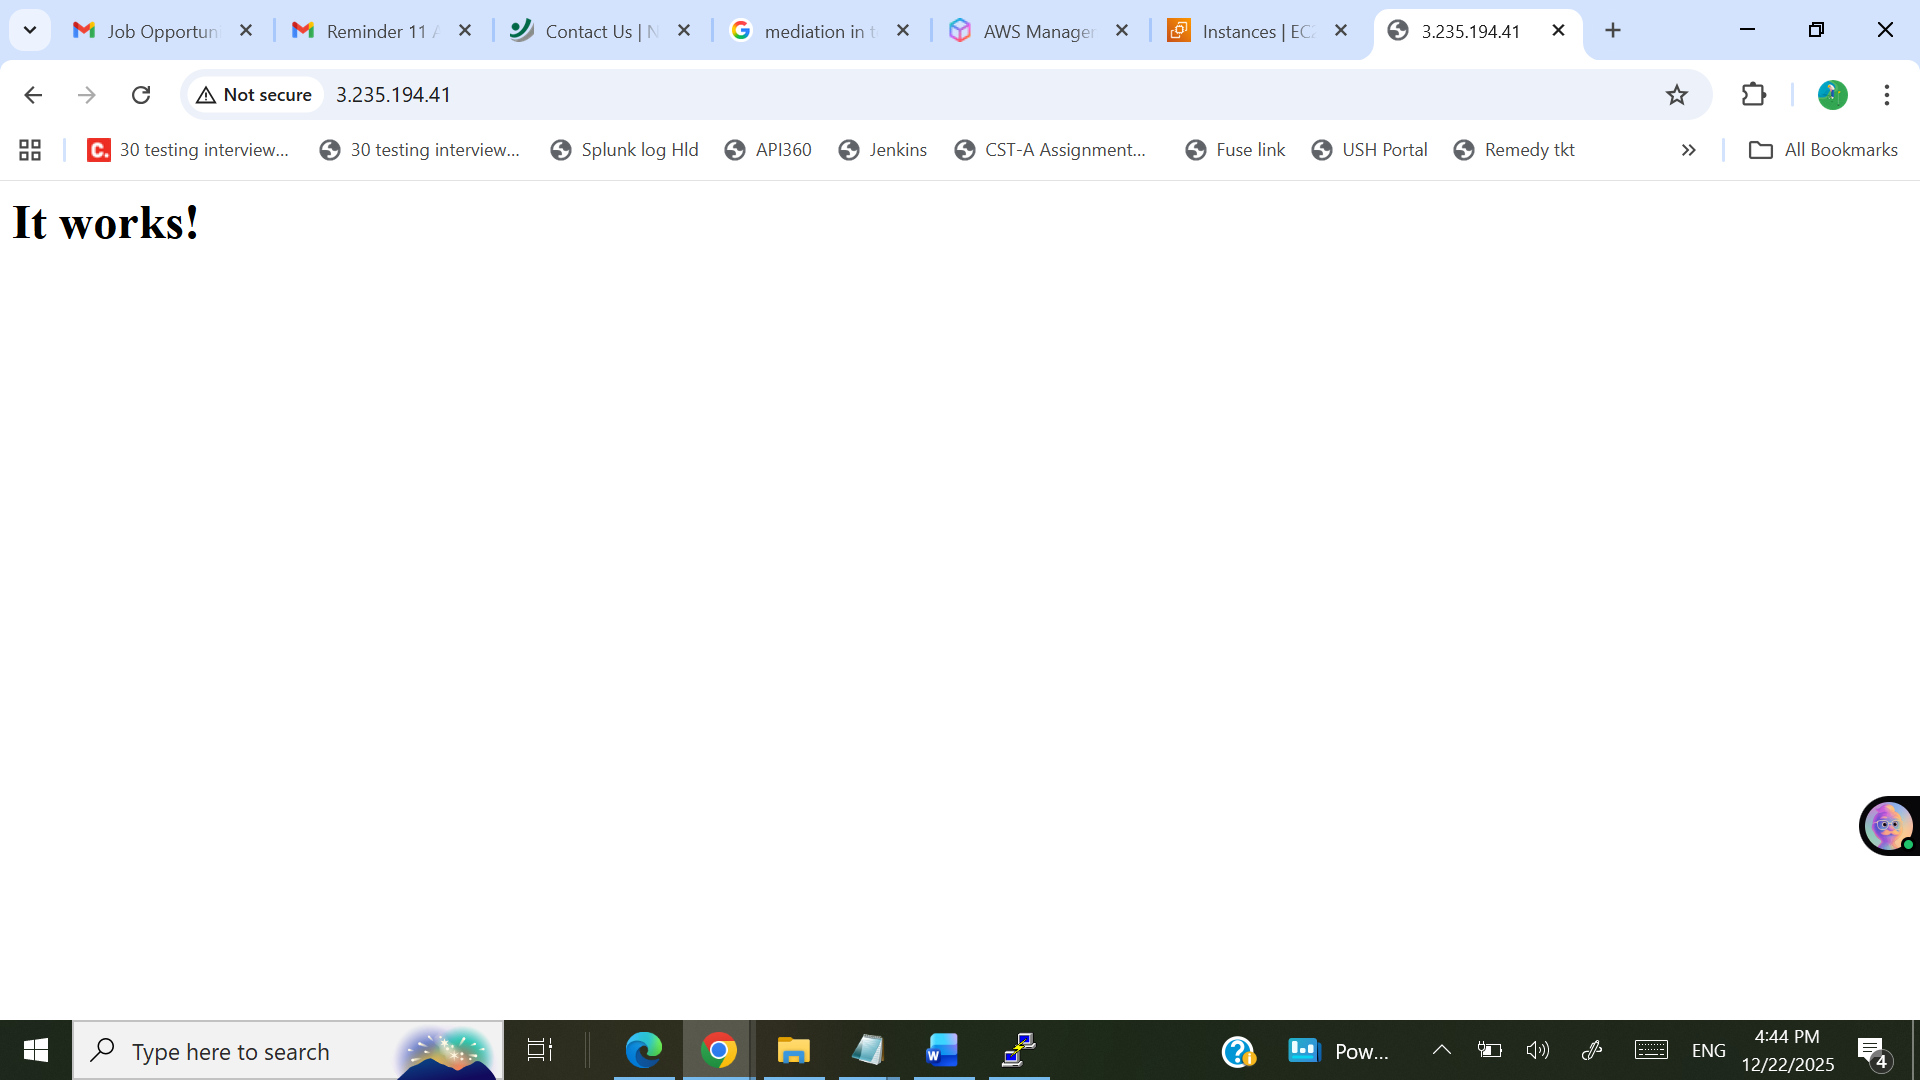 Job Opportun
Reminder 11 A
Contact Us | N
mediation in t
AWS Manager
Instances | EC2
3.235.194.41
Not secure
3.235.194.41
30 testing interview...
30 testing interview...
Splunk log Hld
API360
Jenkins
CST-A Assignment...
Fuse link
USH Portal
Remedy tkt
All Bookmarks
It works!
Type here to search
Pow...
ENG
4:44 PM
12/22/2025
4